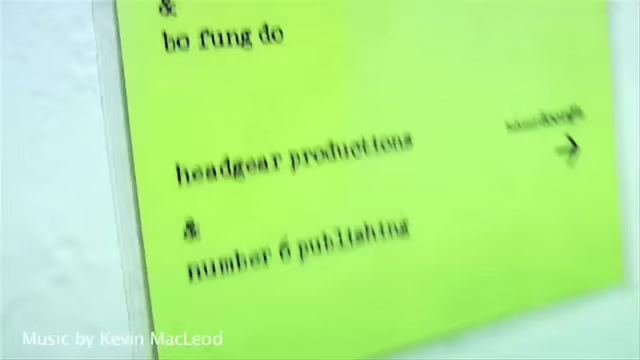 &
bo fung do
headgear productions
&
number 6 publishing
Music by Kevin MacLeod